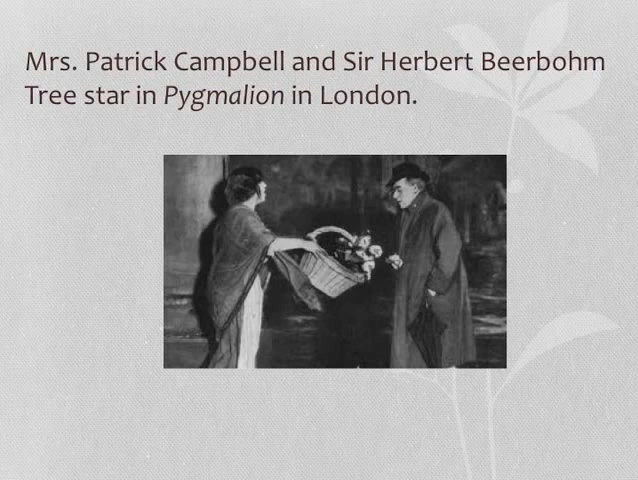 Mrs. Patrick Campbell and Sir Herbert Beerbohm
Tree star in Pygmalion in London.